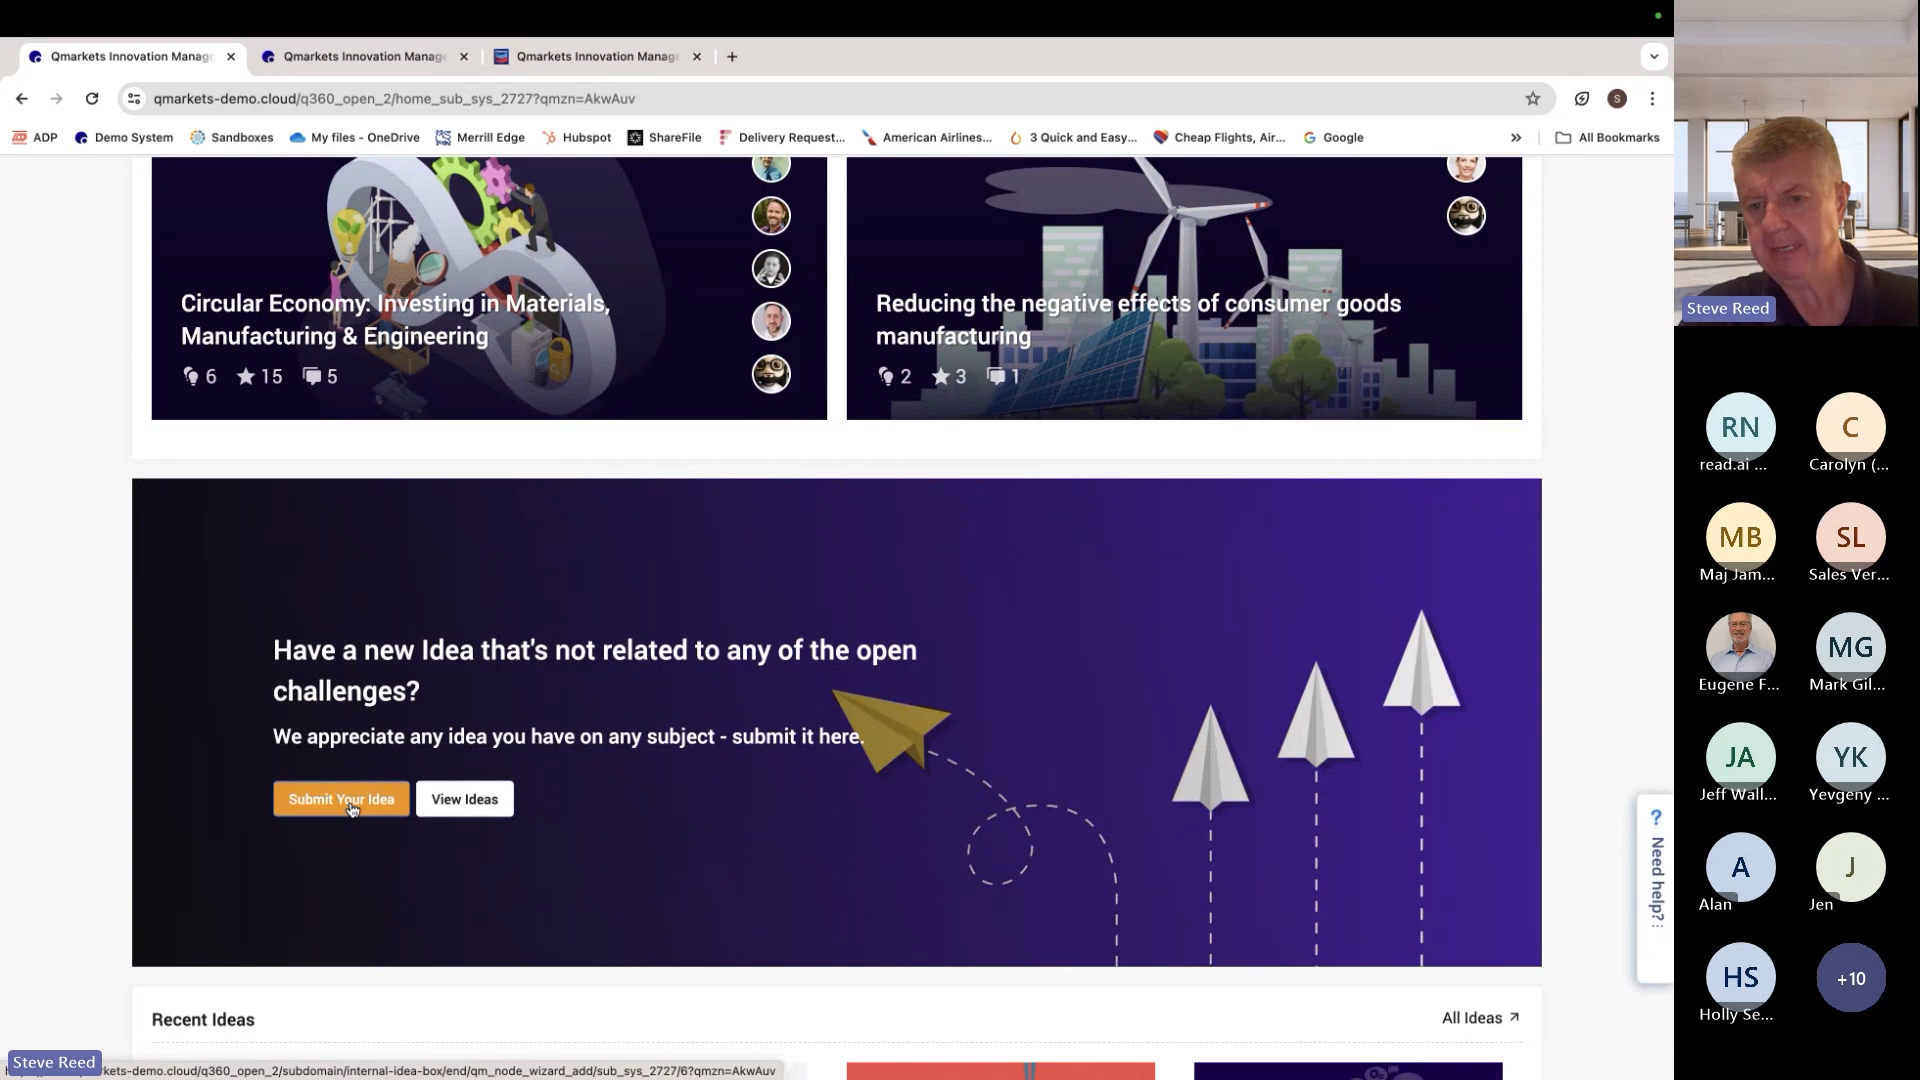 Qmarkets Innovation Manag
Qmarkets Innovation Manag
Qmarkets Innovation Manag
qmarkets-demo.cloud/q360_open_2/home_sub_sys_2727?qmzn=AkwAuv
S
ADP
Demo System
Sandboxes
My files - OneDrive
Merrill Edge
Hubspot
ShareFile
Delivery Request...
American Airlines...
3 Quick and Easy...
Cheap Flights, Air...
Google
All Bookmarks
Circular Economy: Investing in Materials,
Manufacturing & Engineering
6 15 5
Reducing the negative effects of consumer goods
manufacturing
2 3 1
Have a new Idea that's not related to any of the open
challenges?
We appreciate any idea you have on any subject - submit it here.
Submit Your Idea
View Ideas
? Need help?
Recent Ideas
All Ideas
Steve Reed
kets-demo.cloud/q360_open_2/subdomain/internal-idea-box/end/qm_node_wizard_add/sub_sys_2727/6?qmzn=AkwAuv
Steve Reed
RN
read.ai ...
C
Carolyn (...
MB
Maj Jam...
SL
Sales Ver...
Eugene F...
MG
Mark Gil...
JA
Jeff Wall...
YK
Yevgeny ...
A
Alan
J
Jen
HS
Holly Se...
+10